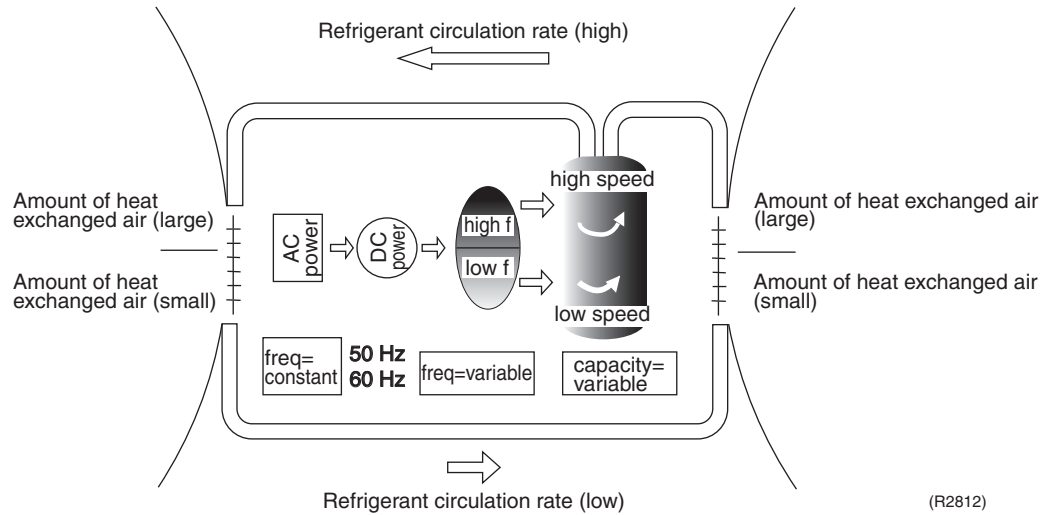 Refrigerant circulation rate (high)
high speed
Amount of heat
exchanged air (large)
Amount of heat exchanged air
(large)
AC
power
DC
power
high f
low f
Amount of heat
exchanged air (small)
Amount of heat exchanged air
(small)
low speed
freq=
constant
50 Hz
60 Hz
freq=variable
capacity=
variable
Refrigerant circulation rate (low)
(R2812)